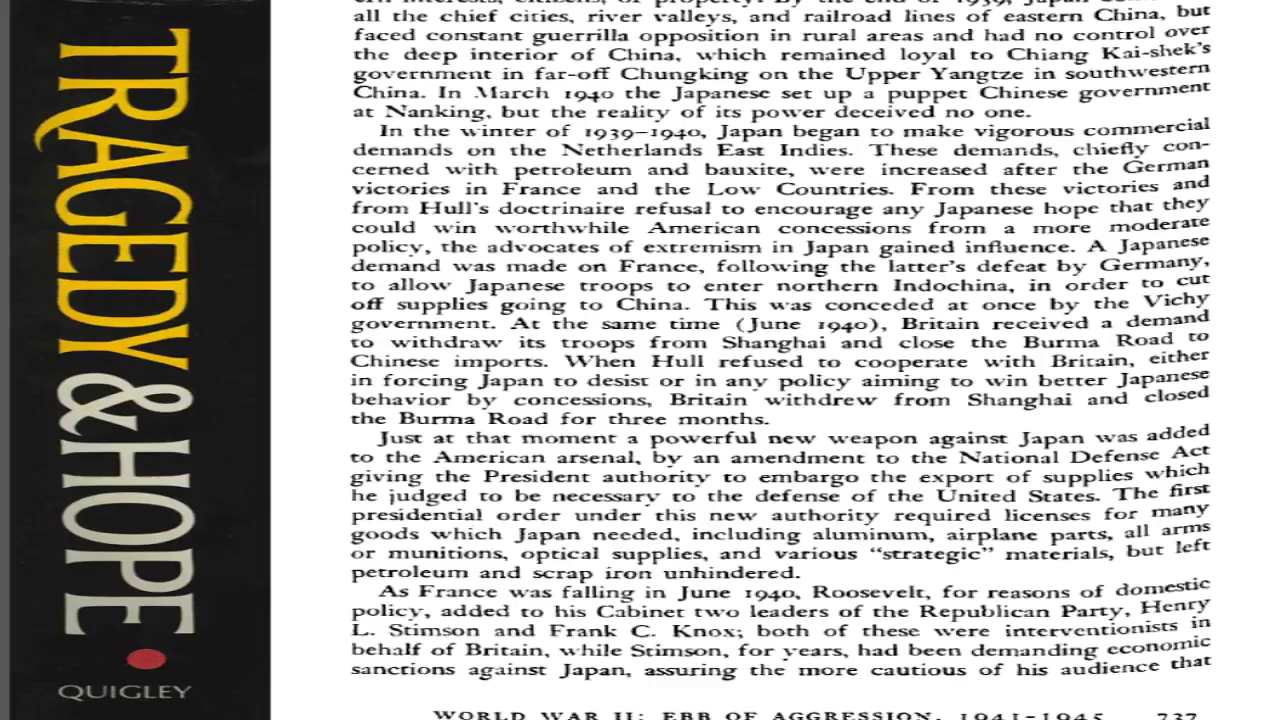 TRAGEDY & HOPE
QUIGLEY
all the chief cities, river valleys, and railroad lines of eastern China, but
faced constant guerrilla opposition in rural areas and had no control over
the deep interior of China, which remained loyal to Chiang Kai-shek's
government in far-off Chungking on the Upper Yangtze in southwestern
China. In March 1940 the Japanese set up a puppet Chinese government
at Nanking, but the reality of its power deceived no one.
In the winter of 1939–1940, Japan began to make vigorous commercial
demands on the Netherlands East Indies. These demands, chiefly con-
cerned with petroleum and bauxite, were increased after the German
victories in France and the Low Countries. From these victories and
from Hull's doctrinaire refusal to encourage any Japanese hope that they
could win worthwhile American concessions from a more moderate
policy, the advocates of extremism in Japan gained influence. A Japanese
demand was made on France, following the latter's defeat by Germany,
to allow Japanese troops to enter northern Indochina, in order to cut
off supplies going to China. This was conceded at once by the Vichy
government. At the same time (June 1940), Britain received a demand
to withdraw its troops from Shanghai and close the Burma Road to
Chinese imports. When Hull refused to cooperate with Britain, either
in forcing Japan to desist or in any policy aiming to win better Japanese
behavior by concessions, Britain withdrew from Shanghai and closed
the Burma Road for three months.
Just at that moment a powerful new weapon against Japan was added
to the American arsenal, by an amendment to the National Defense Act
giving the President authority to embargo the export of supplies which
he judged to be necessary to the defense of the United States. The first
presidential order under this new authority required licenses for many
goods which Japan needed, including aluminum, airplane parts, all arms
or munitions, optical supplies, and various “strategic” materials, but left
petroleum and scrap iron unhindered.
As France was falling in June 1940, Roosevelt, for reasons of domestic
policy, added to his Cabinet two leaders of the Republican Party, Henry
L. Stimson and Frank C. Knox; both of these were interventionists in
behalf of Britain, while Stimson, for years, had been demanding economic
sanctions against Japan, assuring the more cautious of his audience that
WORLD WAR II: EBB OF AGGRESSION, 1941–1945 737